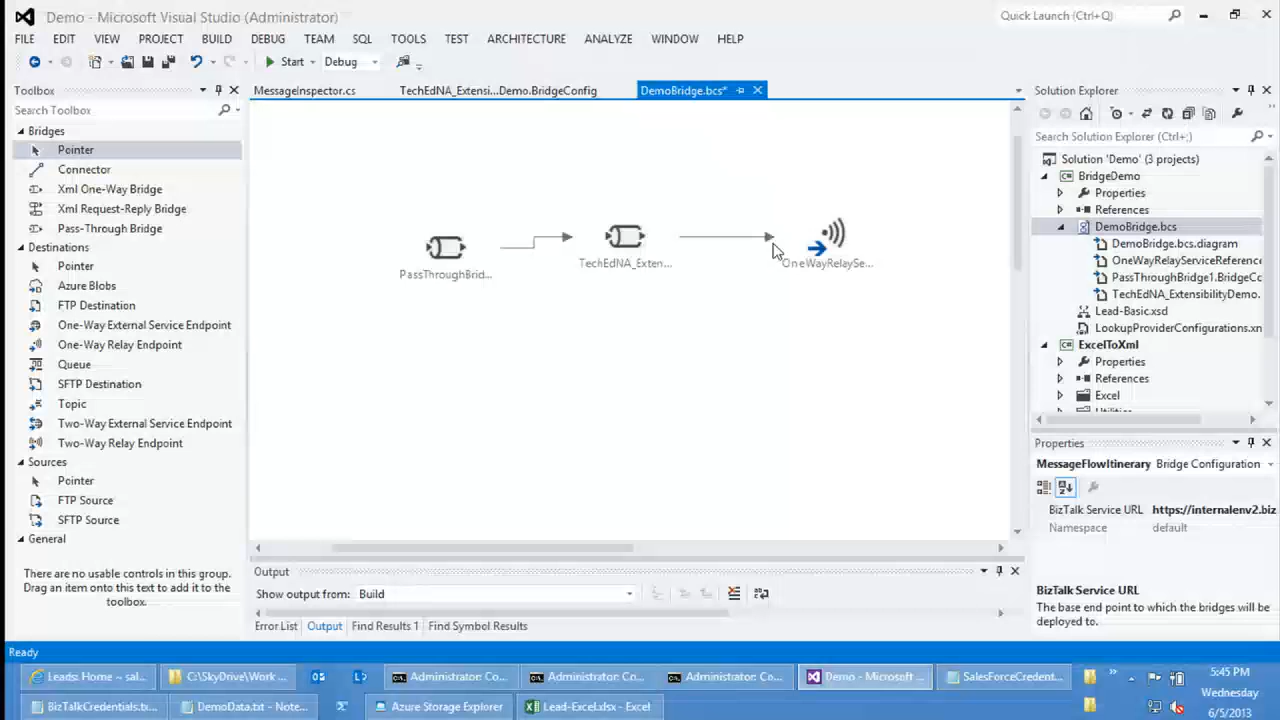 Demo - Microsoft Visual Studio (Administrator)
Quick Launch (Ctrl+Q)
FILE EDIT VIEW PROJECT BUILD DEBUG TEAM SQL TOOLS TEST ARCHITECTURE ANALYZE WINDOW HELP
Start Debug
Toolbox
MessageInspector.cs TechEdNA_Extensi...Demo.BridgeConfig DemoBridge.bcs*
Solution Explorer
Search Toolbox
Search Solution Explorer (Ctrl+;)
Bridges
Pointer
Connector
Xml One-Way Bridge
Xml Request-Reply Bridge
Pass-Through Bridge
Destinations
Pointer
Azure Blobs
FTP Destination
One-Way External Service Endpoint
One-Way Relay Endpoint
Queue
SFTP Destination
Topic
Two-Way External Service Endpoint
Two-Way Relay Endpoint
Sources
Pointer
FTP Source
SFTP Source
General
There are no usable controls in this group.
Drag an item onto this text to add it to the
toolbox.
PassThroughBrid...
TechEdNA_Exten...
OneWayRelaySe...
Solution 'Demo' (3 projects)
BridgeDemo
Properties
References
DemoBridge.bcs
DemoBridge.bcs.diagram
OneWayRelayServiceReference
PassThroughBridge1.BridgeCc
TechEdNA_ExtensibilityDemo.
Lead-Basic.xsd
LookupProviderConfigurations.xn
ExcelToXml
Properties
References
Excel
Utilities
Properties
MessageFlowItinerary Bridge Configuration
BizTalk Service URL https://internalenv2.biz
Namespace default
BizTalk Service URL
The base end point to which the bridges will be
deployed to.
Output
Show output from: Build
Error List Output Find Results 1 Find Symbol Results
Ready
Leads: Home ~ sal... C:\SkyDrive\Work ... Administrator: Co... Administrator: Co... Administrator: Co... Demo - Microsoft ... SalesForceCredent...
BizTalkCredentials.tx... DemoData.txt - Note... Azure Storage Explorer Lead-Excel.xlsx - Excel
5:45 PM
Wednesday
6/5/2013